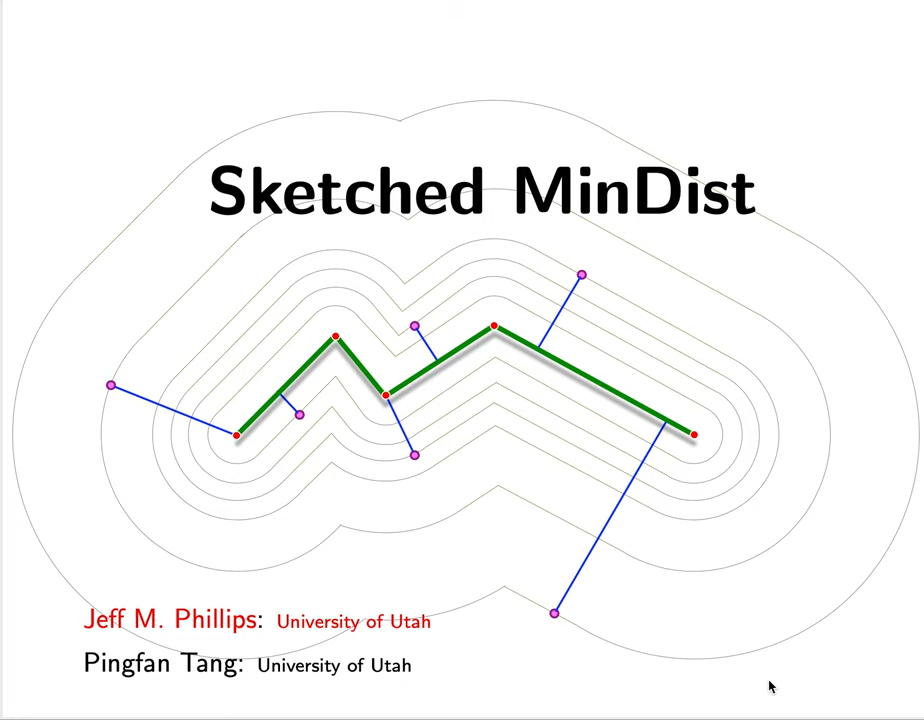 Sketched MinDist
Jeff M. Phillips: University of Utah
Pingfan Tang: University of Utah